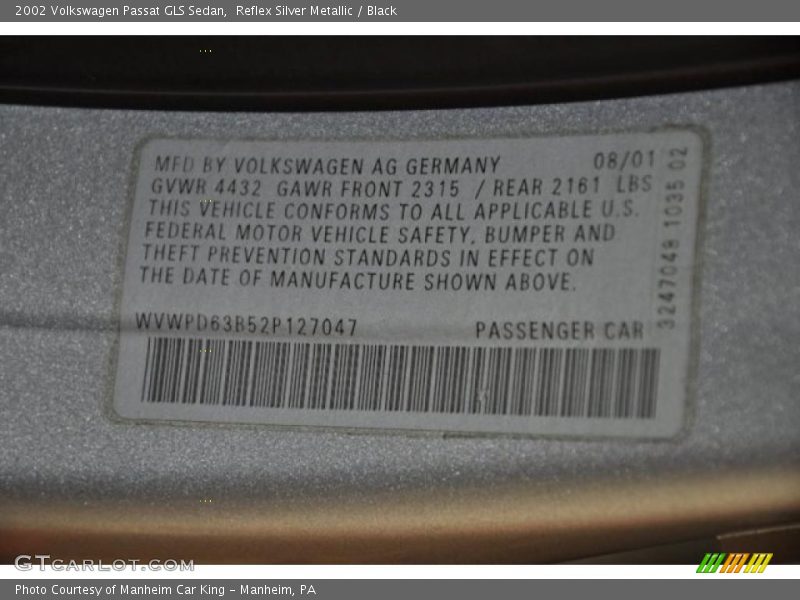 2002 Volkswagen Passat GLS Sedan,  Reflex Silver Metallic / Black
MFD BY VOLKSWAGEN AG GERMANY 08/01
GVWR 4432 GAWR FRONT 2315 / REAR 2161 LBS
THIS VEHICLE CONFORMS TO ALL APPLICABLE U.S.
FEDERAL MOTOR VEHICLE SAFETY, BUMPER AND
THEFT PREVENTION STANDARDS IN EFFECT ON
THE DATE OF MANUFACTURE SHOWN ABOVE.
WVWPD63B52P127047 PASSENGER CAR
3247048 1035 02
GTCARLOT.COM
Photo Courtesy of Manheim Car King - Manheim, PA